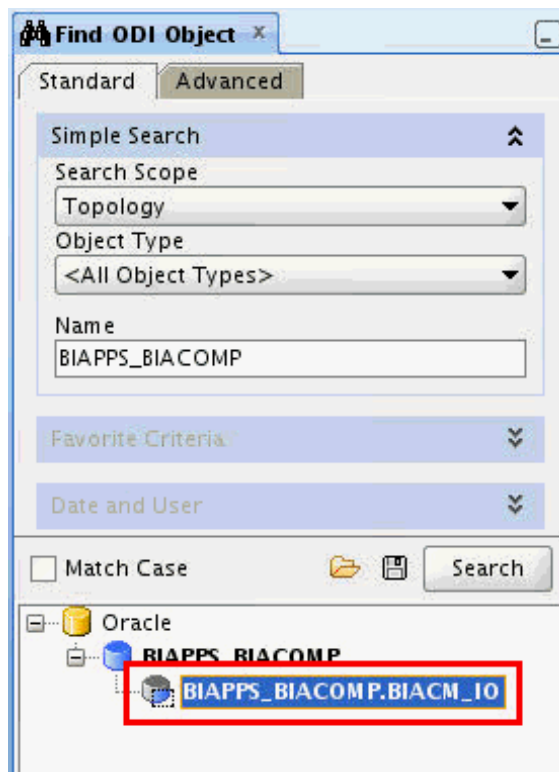 Find ODI Object
Standard Advanced
Simple Search
Search Scope
Topology
Object Type
<All Object Types>
Name
BIAPPS_BIACOMP
Favorite Criteria
Date and User
Match Case Search
Oracle
BIAPPS_BIACOMP
BIAPPS_BIACOMP.BIACM_IO